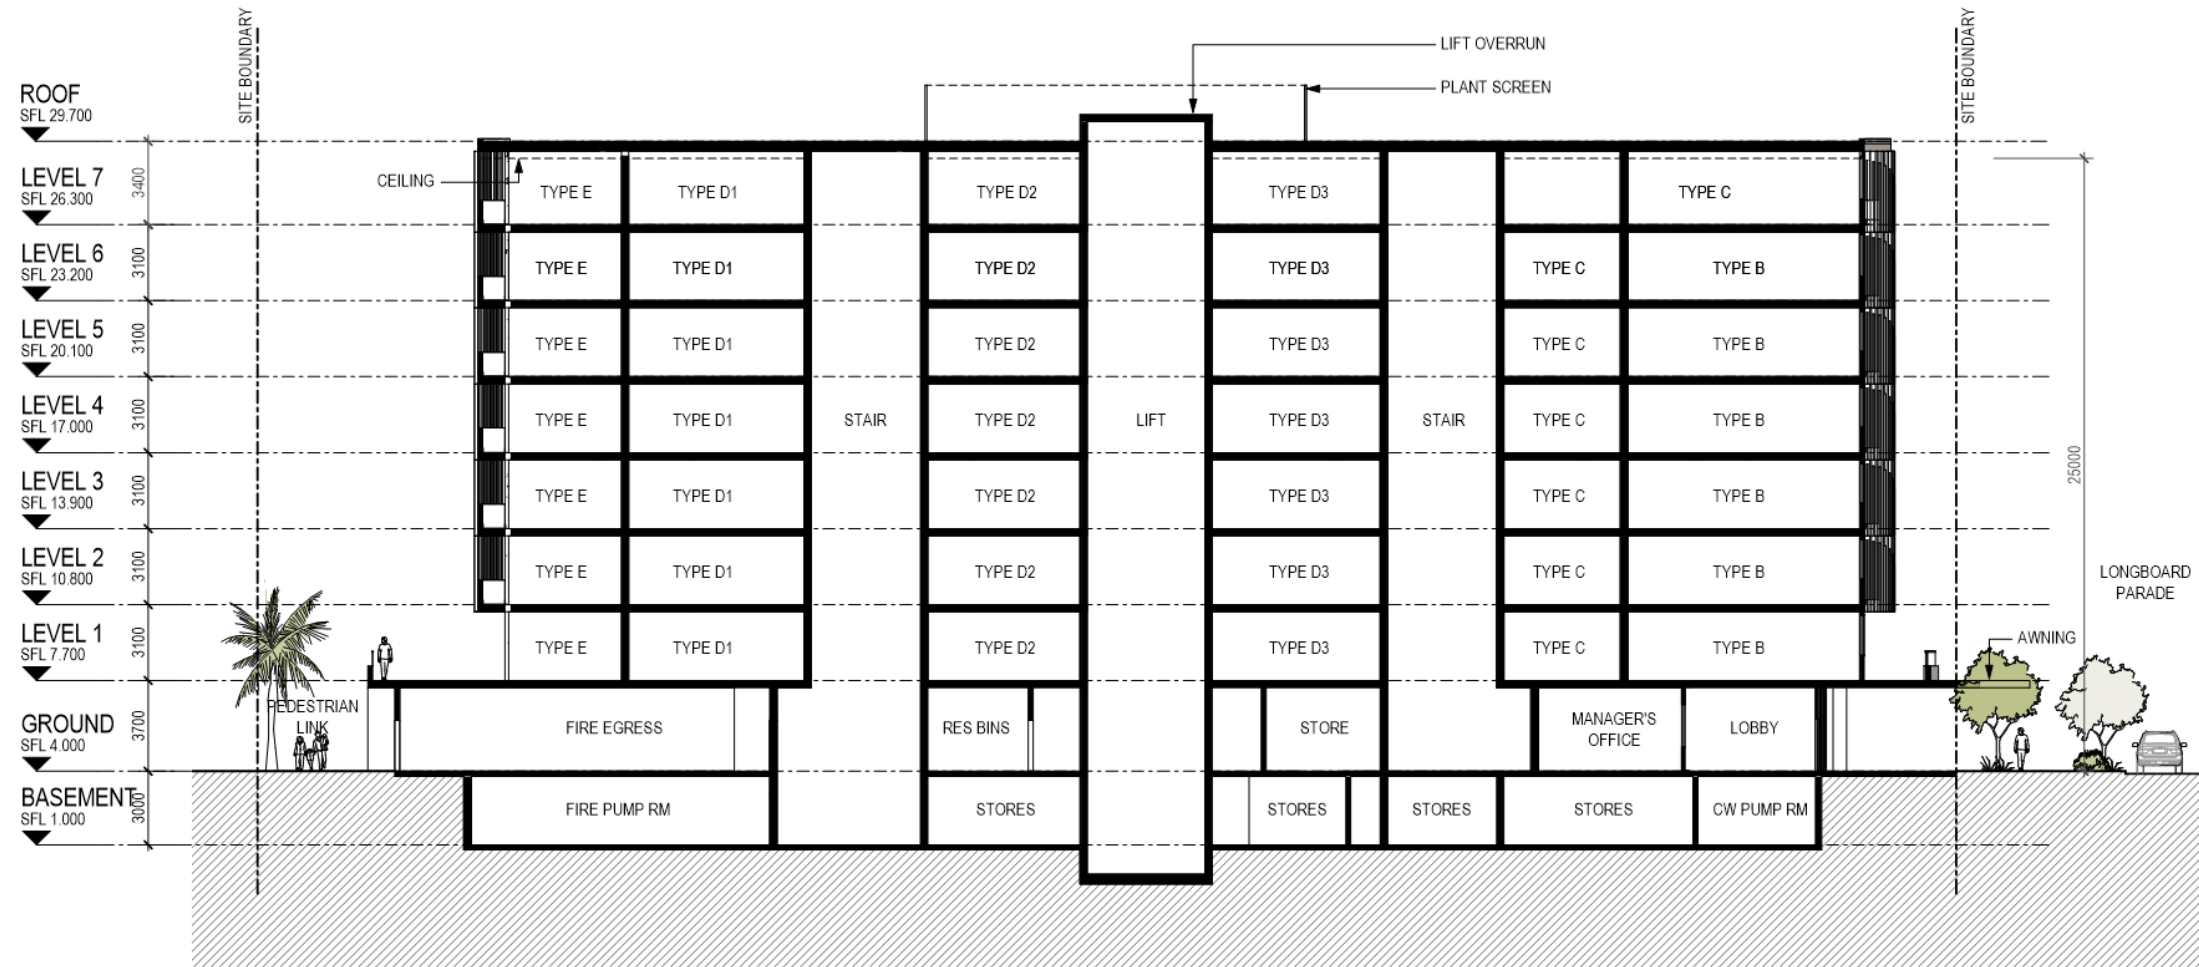 SITE BOUNDARY
SITE BOUNDARY
LIFT OVERRUN
PLANT SCREEN
ROOF
SFL 29.700
CEILING
LEVEL 7
SFL 26.300
3400
TYPE E
TYPE D1
TYPE D2
TYPE D3
TYPE C
LEVEL 6
SFL 23.200
3100
TYPE E
TYPE D1
TYPE D2
TYPE D3
TYPE C
TYPE B
LEVEL 5
SFL 20.100
3100
TYPE E
TYPE D1
TYPE D2
TYPE D3
TYPE C
TYPE B
LEVEL 4
SFL 17.000
3100
TYPE E
TYPE D1
STAIR
TYPE D2
LIFT
TYPE D3
STAIR
TYPE C
TYPE B
25000
LEVEL 3
SFL 13.900
3100
TYPE E
TYPE D1
TYPE D2
TYPE D3
TYPE C
TYPE B
LEVEL 2
SFL 10.800
3100
TYPE E
TYPE D1
TYPE D2
TYPE D3
TYPE C
TYPE B
LONGBOARD
PARADE
LEVEL 1
SFL 7.700
3100
TYPE E
TYPE D1
TYPE D2
TYPE D3
TYPE C
TYPE B
AWNING
GROUND
SFL 4.000
3700
PEDESTRIAN
LINK
FIRE EGRESS
RES BINS
STORE
MANAGER'S
OFFICE
LOBBY
BASEMENT
SFL 1.000
3000
FIRE PUMP RM
STORES
STORES
STORES
STORES
CW PUMP RM